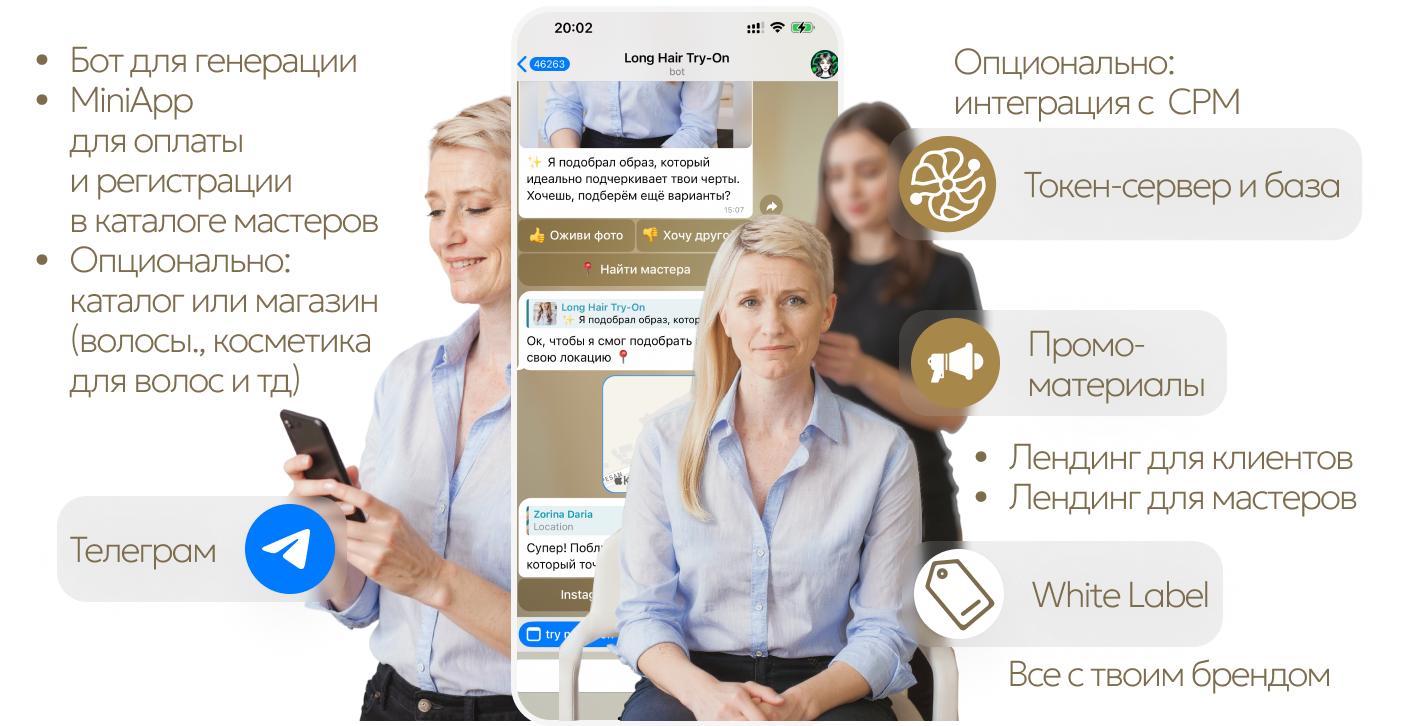 • Бот для генерации
• MiniApp
для оплаты
и регистрации
в каталоге мастеров
• Опционально:
каталог или магазин
(волосы., косметика
для волос и тд)
Телеграм
20:02
46263
Long Hair Try-On
bot
✨ Я подобрал образ, который
идеально подчеркивает твои черты.
Хочешь, подберём ещё варианты?
15:07
👍 Оживи фото
👎 Хочу друго
📍 Найти мастера
Long Hair Try-On
✨ Я подобрал образ, котор
Ок, чтобы я смог подобрать
свою локацию 📍
Zorina Daria
Location
Супер! Побл
который точ
Instag
try
Опционально:
интеграция с СРМ
Токен-сервер и база
Промо-
материалы
• Лендинг для клиентов
• Лендинг для мастеров
White Label
Все с твоим брендом